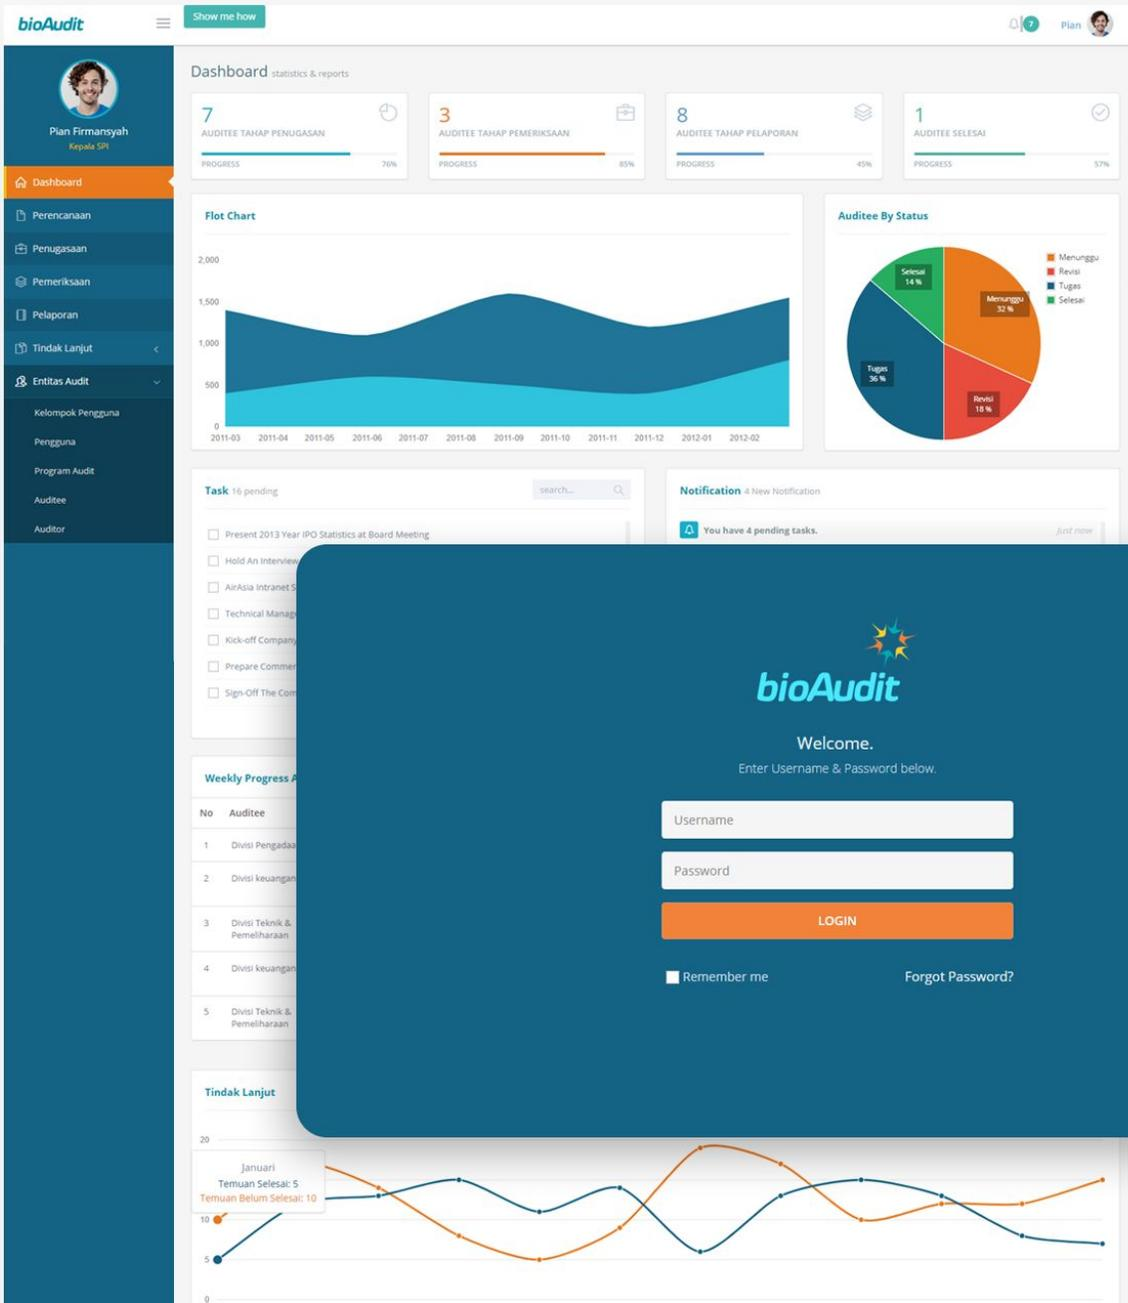 bioAudit
Show me how
7
Pian
Pian Firmansyah
Kepala SPI
Dashboard
Perencanaan
Penugasaan
Pemeriksaan
Pelaporan
Tindak Lanjut
Entitas Audit
Kelompok Pengguna
Pengguna
Program Audit
Auditee
Auditor
Dashboard statistics & reports
7
AUDITEE TAHAP PENUGASAN
PROGRESS 76%
3
AUDITEE TAHAP PEMERIKSAAN
PROGRESS 85%
8
AUDITEE TAHAP PELAPORAN
PROGRESS 45%
1
AUDITEE SELESAI
PROGRESS 57%
Flot Chart
2,000
1,500
1,000
500
0
2011-03 2011-04 2011-05 2011-06 2011-07 2011-08 2011-09 2011-10 2011-11 2011-12 2012-01 2012-02
Auditee By Status
Selesai
14 %
Menunggu
32 %
Tugas
36 %
Revisi
18 %
Menunggu
Revisi
Tugas
Selesai
Task 16 pending
search...
Present 2013 Year IPO Statistics at Board Meeting
Hold An Interview
AirAsia Intranet S
Technical Manage
Kick-off Company
Prepare Commer
Sign-Off The Com
Notification 4 New Notification
You have 4 pending tasks. Just now
Weekly Progress A
No Auditee
1 Divisi Pengadaa
2 Divisi keuangan
3 Divisi Teknik &
Pemeliharaan
4 Divisi keuangan
5 Divisi Teknik &
Pemeliharaan
bioAudit
Welcome.
Enter Username & Password below.
Username
Password
LOGIN
Remember me Forgot Password?
Tindak Lanjut
20
Januari
Temuan Selesai: 5
Temuan Belum Selesai: 10
10
5
0